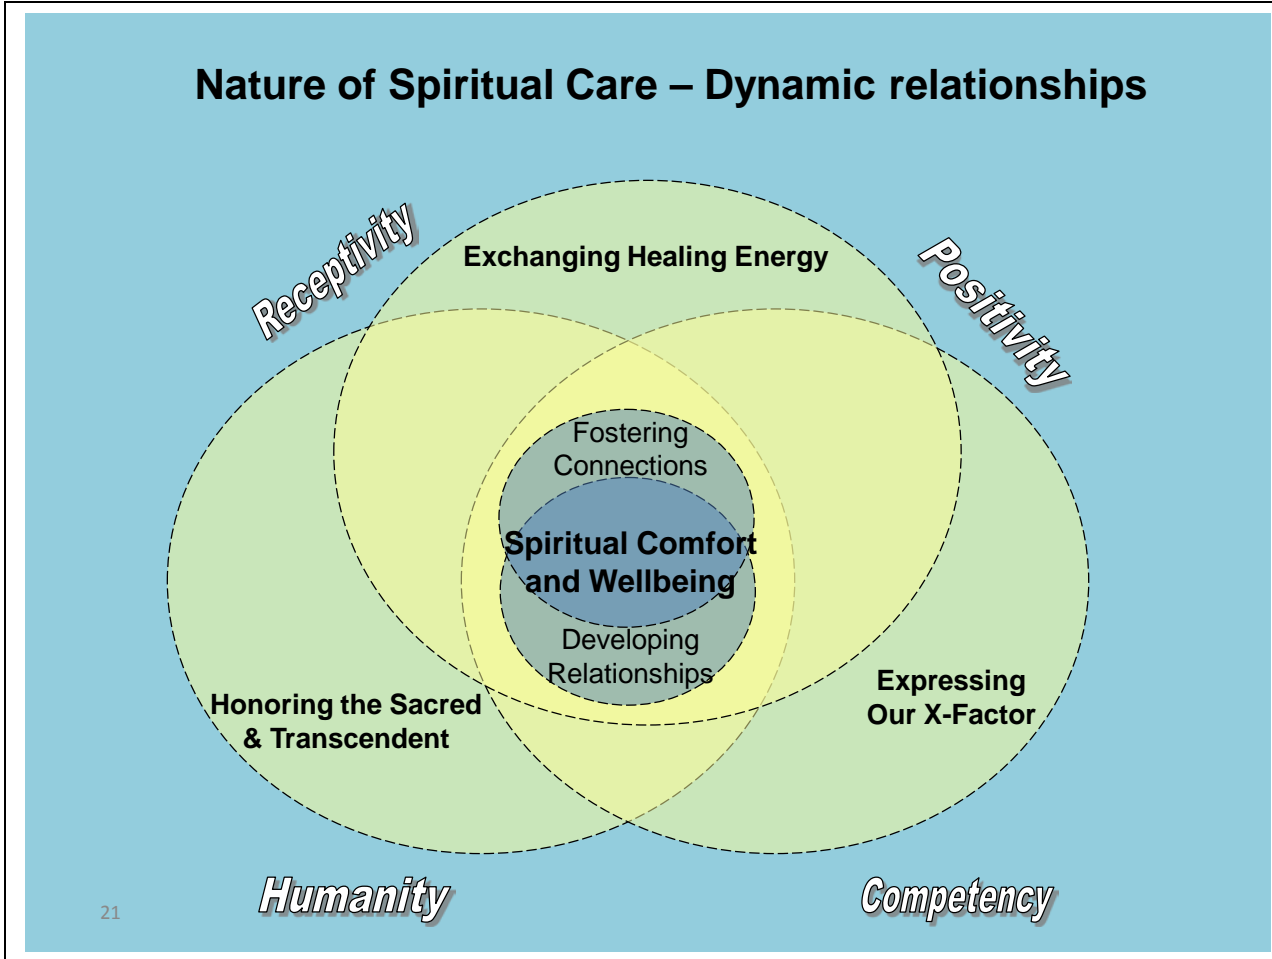 Nature of Spiritual Care – Dynamic relationships
Receptivity
Positivity
Exchanging Healing Energy
Fostering
Connections
Spiritual Comfort
and Wellbeing
Developing
Relationships
Honoring the Sacred
& Transcendent
Expressing
Our X-Factor
Humanity
Competency
21